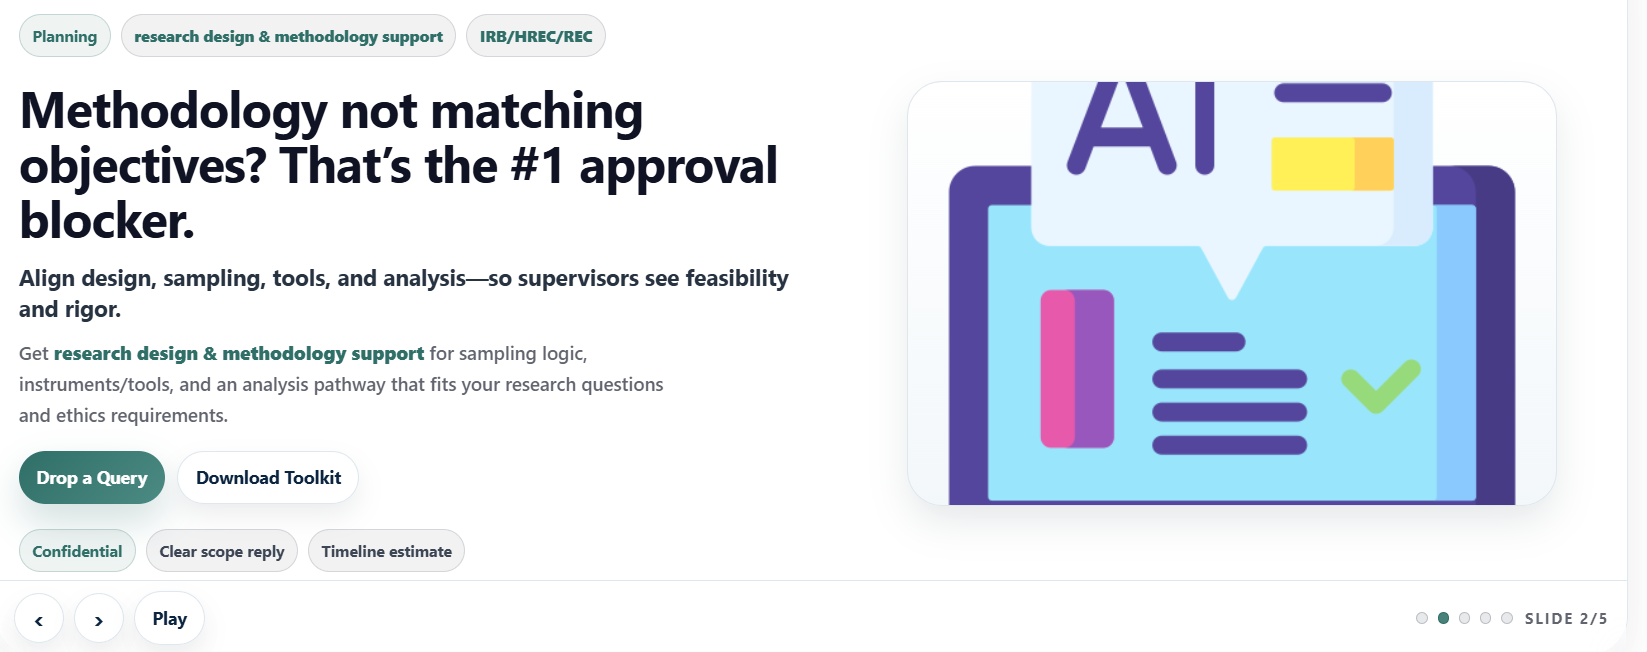 Planning
research design & methodology support
IRB/HREC/REC
Methodology not matching
objectives? That’s the #1 approval
blocker.
Align design, sampling, tools, and analysis—so supervisors see feasibility
and rigor.
Get research design & methodology support for sampling logic,
instruments/tools, and an analysis pathway that fits your research questions
and ethics requirements.
Drop a Query
Download Toolkit
Confidential
Clear scope reply
Timeline estimate
AI
‹
›
Play
SLIDE 2/5